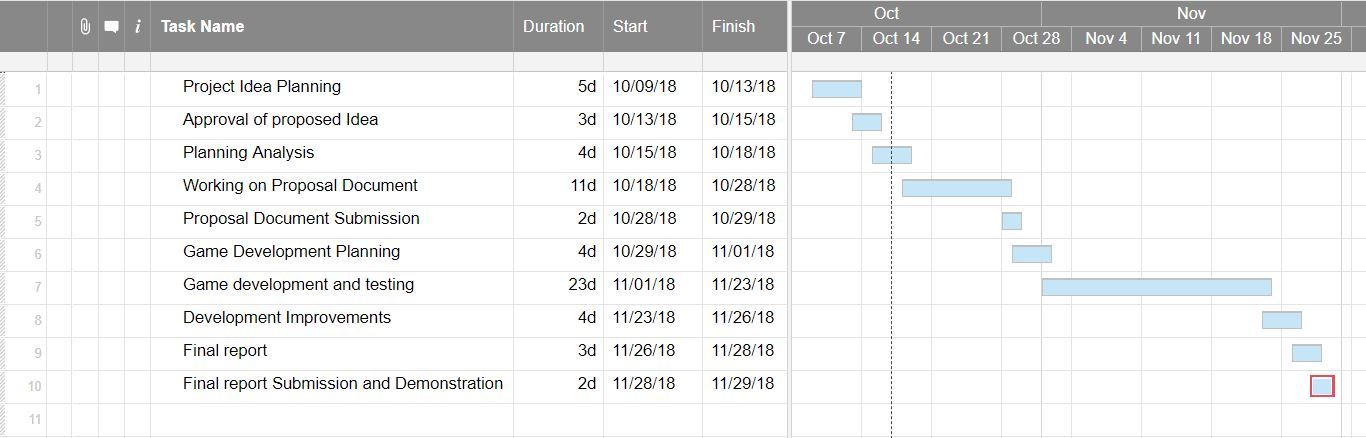 Oct Nov
i Task Name Duration Start Finish Oct 7 Oct 14 Oct 21 Oct 28 Nov 4 Nov 11 Nov 18 Nov 25
1 Project Idea Planning 5d 10/09/18 10/13/18
2 Approval of proposed Idea 3d 10/13/18 10/15/18
3 Planning Analysis 4d 10/15/18 10/18/18
4 Working on Proposal Document 11d 10/18/18 10/28/18
5 Proposal Document Submission 2d 10/28/18 10/29/18
6 Game Development Planning 4d 10/29/18 11/01/18
7 Game development and testing 23d 11/01/18 11/23/18
8 Development Improvements 4d 11/23/18 11/26/18
9 Final report 3d 11/26/18 11/28/18
10 Final report Submission and Demonstration 2d 11/28/18 11/29/18
11